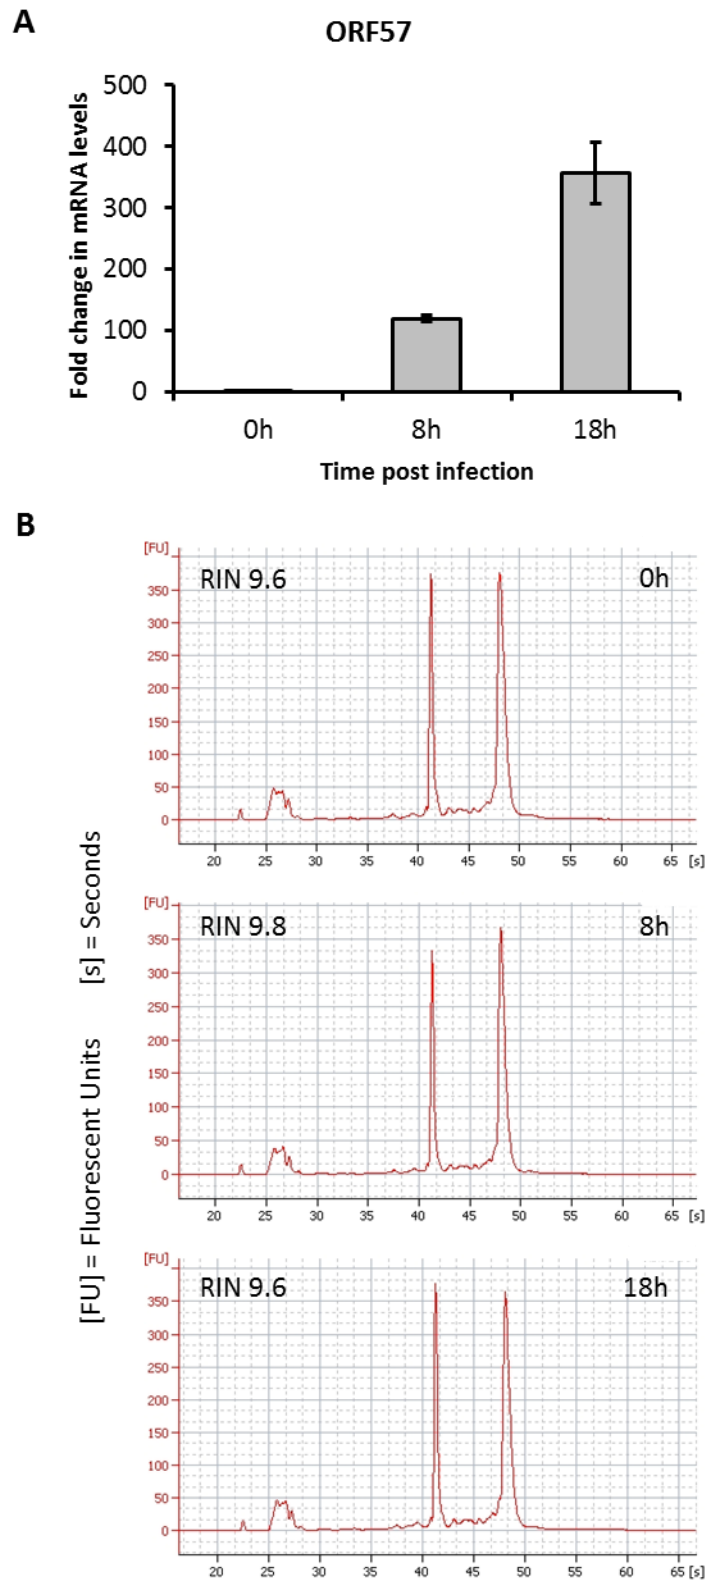 A
ORF57
Fold change in mRNA levels
500
400
300
200
100
0
0h
8h
18h
Time post infection
B
[FU] = Fluorescent Units
[s] = Seconds
[FU]
RIN 9.6
0h
350
300
250
200
150
100
50
0
20 25 30 35 40 45 50 55 60 65 [s]
[FU]
RIN 9.8
8h
350
300
250
200
150
100
50
0
20 25 30 35 40 45 50 55 60 65 [s]
[FU]
RIN 9.6
18h
350
300
250
200
150
100
50
0
20 25 30 35 40 45 50 55 60 65 [s]